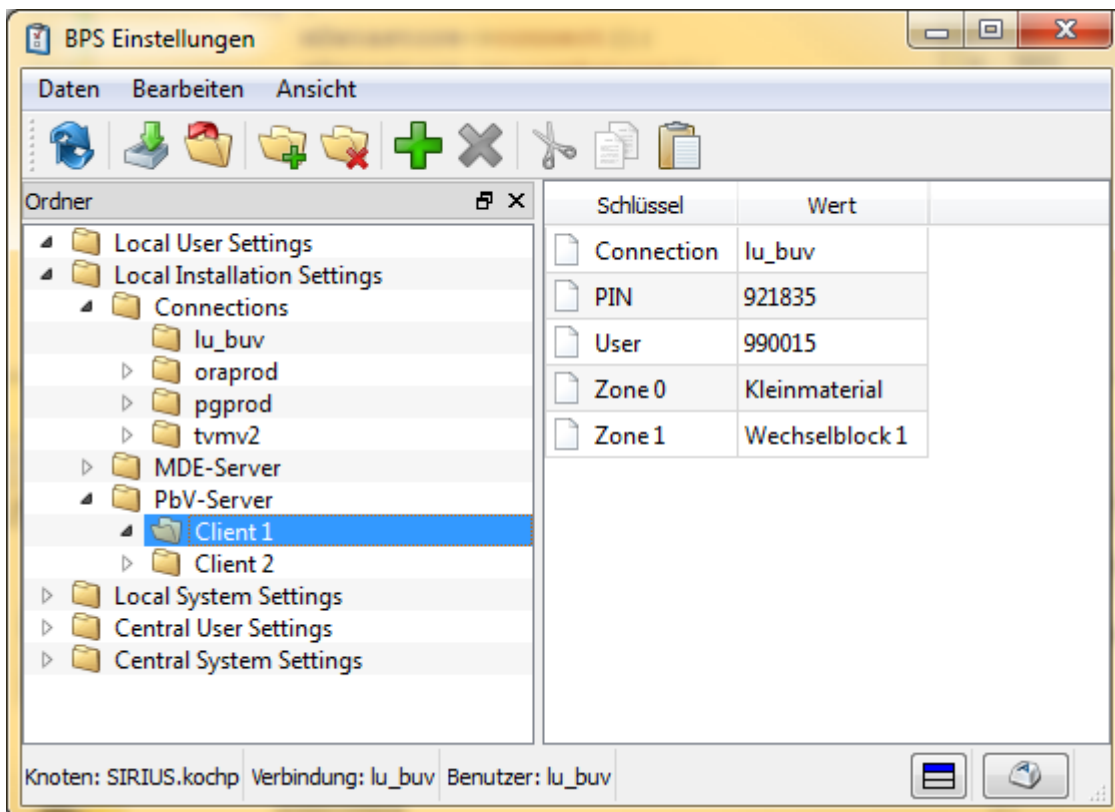 BPS Einstellungen
Daten Bearbeiten Ansicht
Ordner
Local User Settings
Local Installation Settings
Connections
lu_buv
oraprod
pgprod
tvmv2
MDE-Server
PbV-Server
Client 1
Client 2
Local System Settings
Central User Settings
Central System Settings
Schlüssel Wert
Connection lu_buv
PIN 921835
User 990015
Zone 0 Kleinmaterial
Zone 1 Wechselblock 1
Knoten: SIRIUS.kochp Verbindung: lu_buv Benutzer: lu_buv